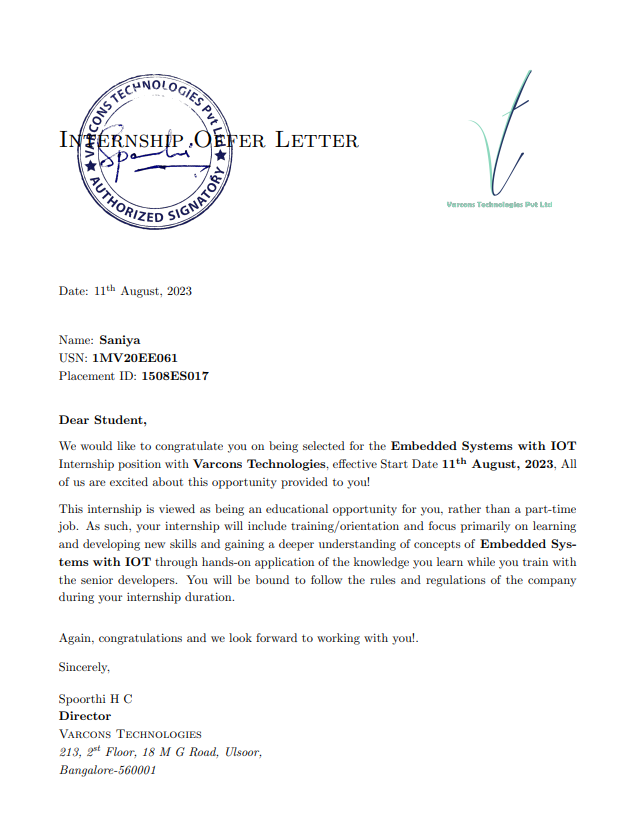 VARCONS TECHNOLOGIES Pvt Ltd
AUTHORIZED SIGNATORY
INTERNSHIP OFFER LETTER
Varcons Technologies Pvt Ltd
Date: 11th August, 2023
Name: Saniya
USN: 1MV20EE061
Placement ID: 1508ES017
Dear Student,
We would like to congratulate you on being selected for the Embedded Systems with IOT
Internship position with Varcons Technologies, effective Start Date 11th August, 2023, All
of us are excited about this opportunity provided to you!
This internship is viewed as being an educational opportunity for you, rather than a part-time
job. As such, your internship will include training/orientation and focus primarily on learning
and developing new skills and gaining a deeper understanding of concepts of Embedded Sys-
tems with IOT through hands-on application of the knowledge you learn while you train with
the senior developers. You will be bound to follow the rules and regulations of the company
during your internship duration.
Again, congratulations and we look forward to working with you!.
Sincerely,
Spoorthi H C
Director
VARCONS TECHNOLOGIES
213, 2st Floor, 18 M G Road, Ulsoor,
Bangalore-560001